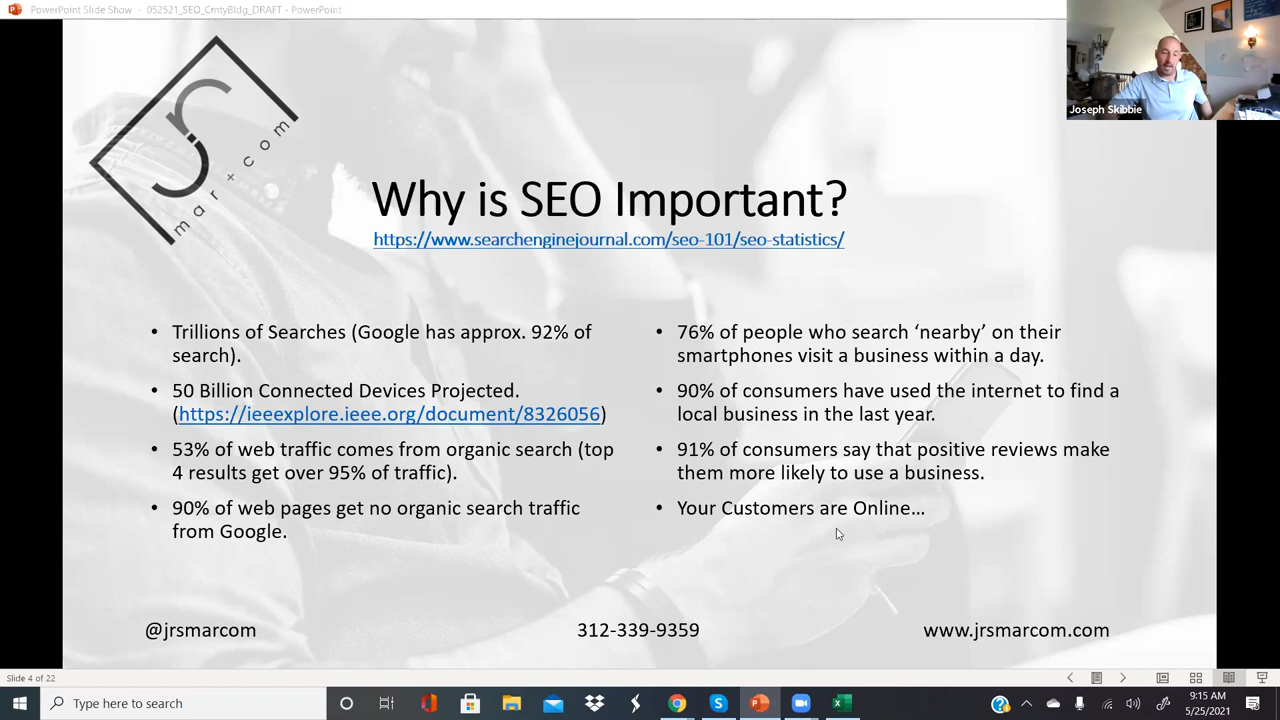 PowerPoint Slide Show - 052521_SEO_CmtyBldg_DRAFT - PowerPoint
Joseph Skibbie
jr
mar+com
Why is SEO Important?
https://www.searchenginejournal.com/seo-101/seo-statistics/
• Trillions of Searches (Google has approx. 92% of
search).
• 50 Billion Connected Devices Projected.
(https://ieeexplore.ieee.org/document/8326056)
• 53% of web traffic comes from organic search (top
4 results get over 95% of traffic).
• 90% of web pages get no organic search traffic
from Google.
• 76% of people who search ‘nearby’ on their
smartphones visit a business within a day.
• 90% of consumers have used the internet to find a
local business in the last year.
• 91% of consumers say that positive reviews make
them more likely to use a business.
• Your Customers are Online…
@jrsmarcom
312-339-9359
www.jrsmarcom.com
Slide 4 of 22
Type here to search
9:15 AM
5/25/2021